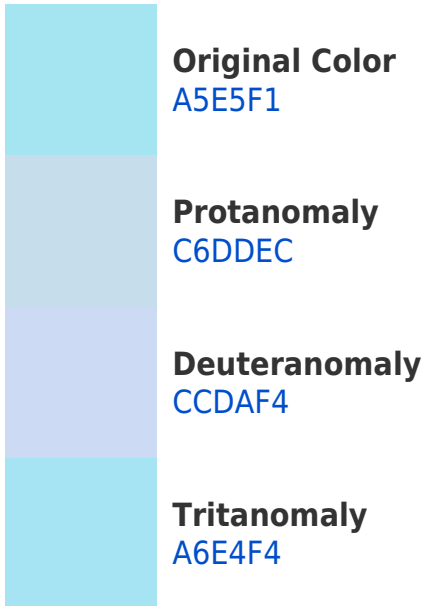 Original Color
A5E5F1
Protanomaly
C6DDEC
Deuteranomaly
CCDAF4
Tritanomaly
A6E4F4